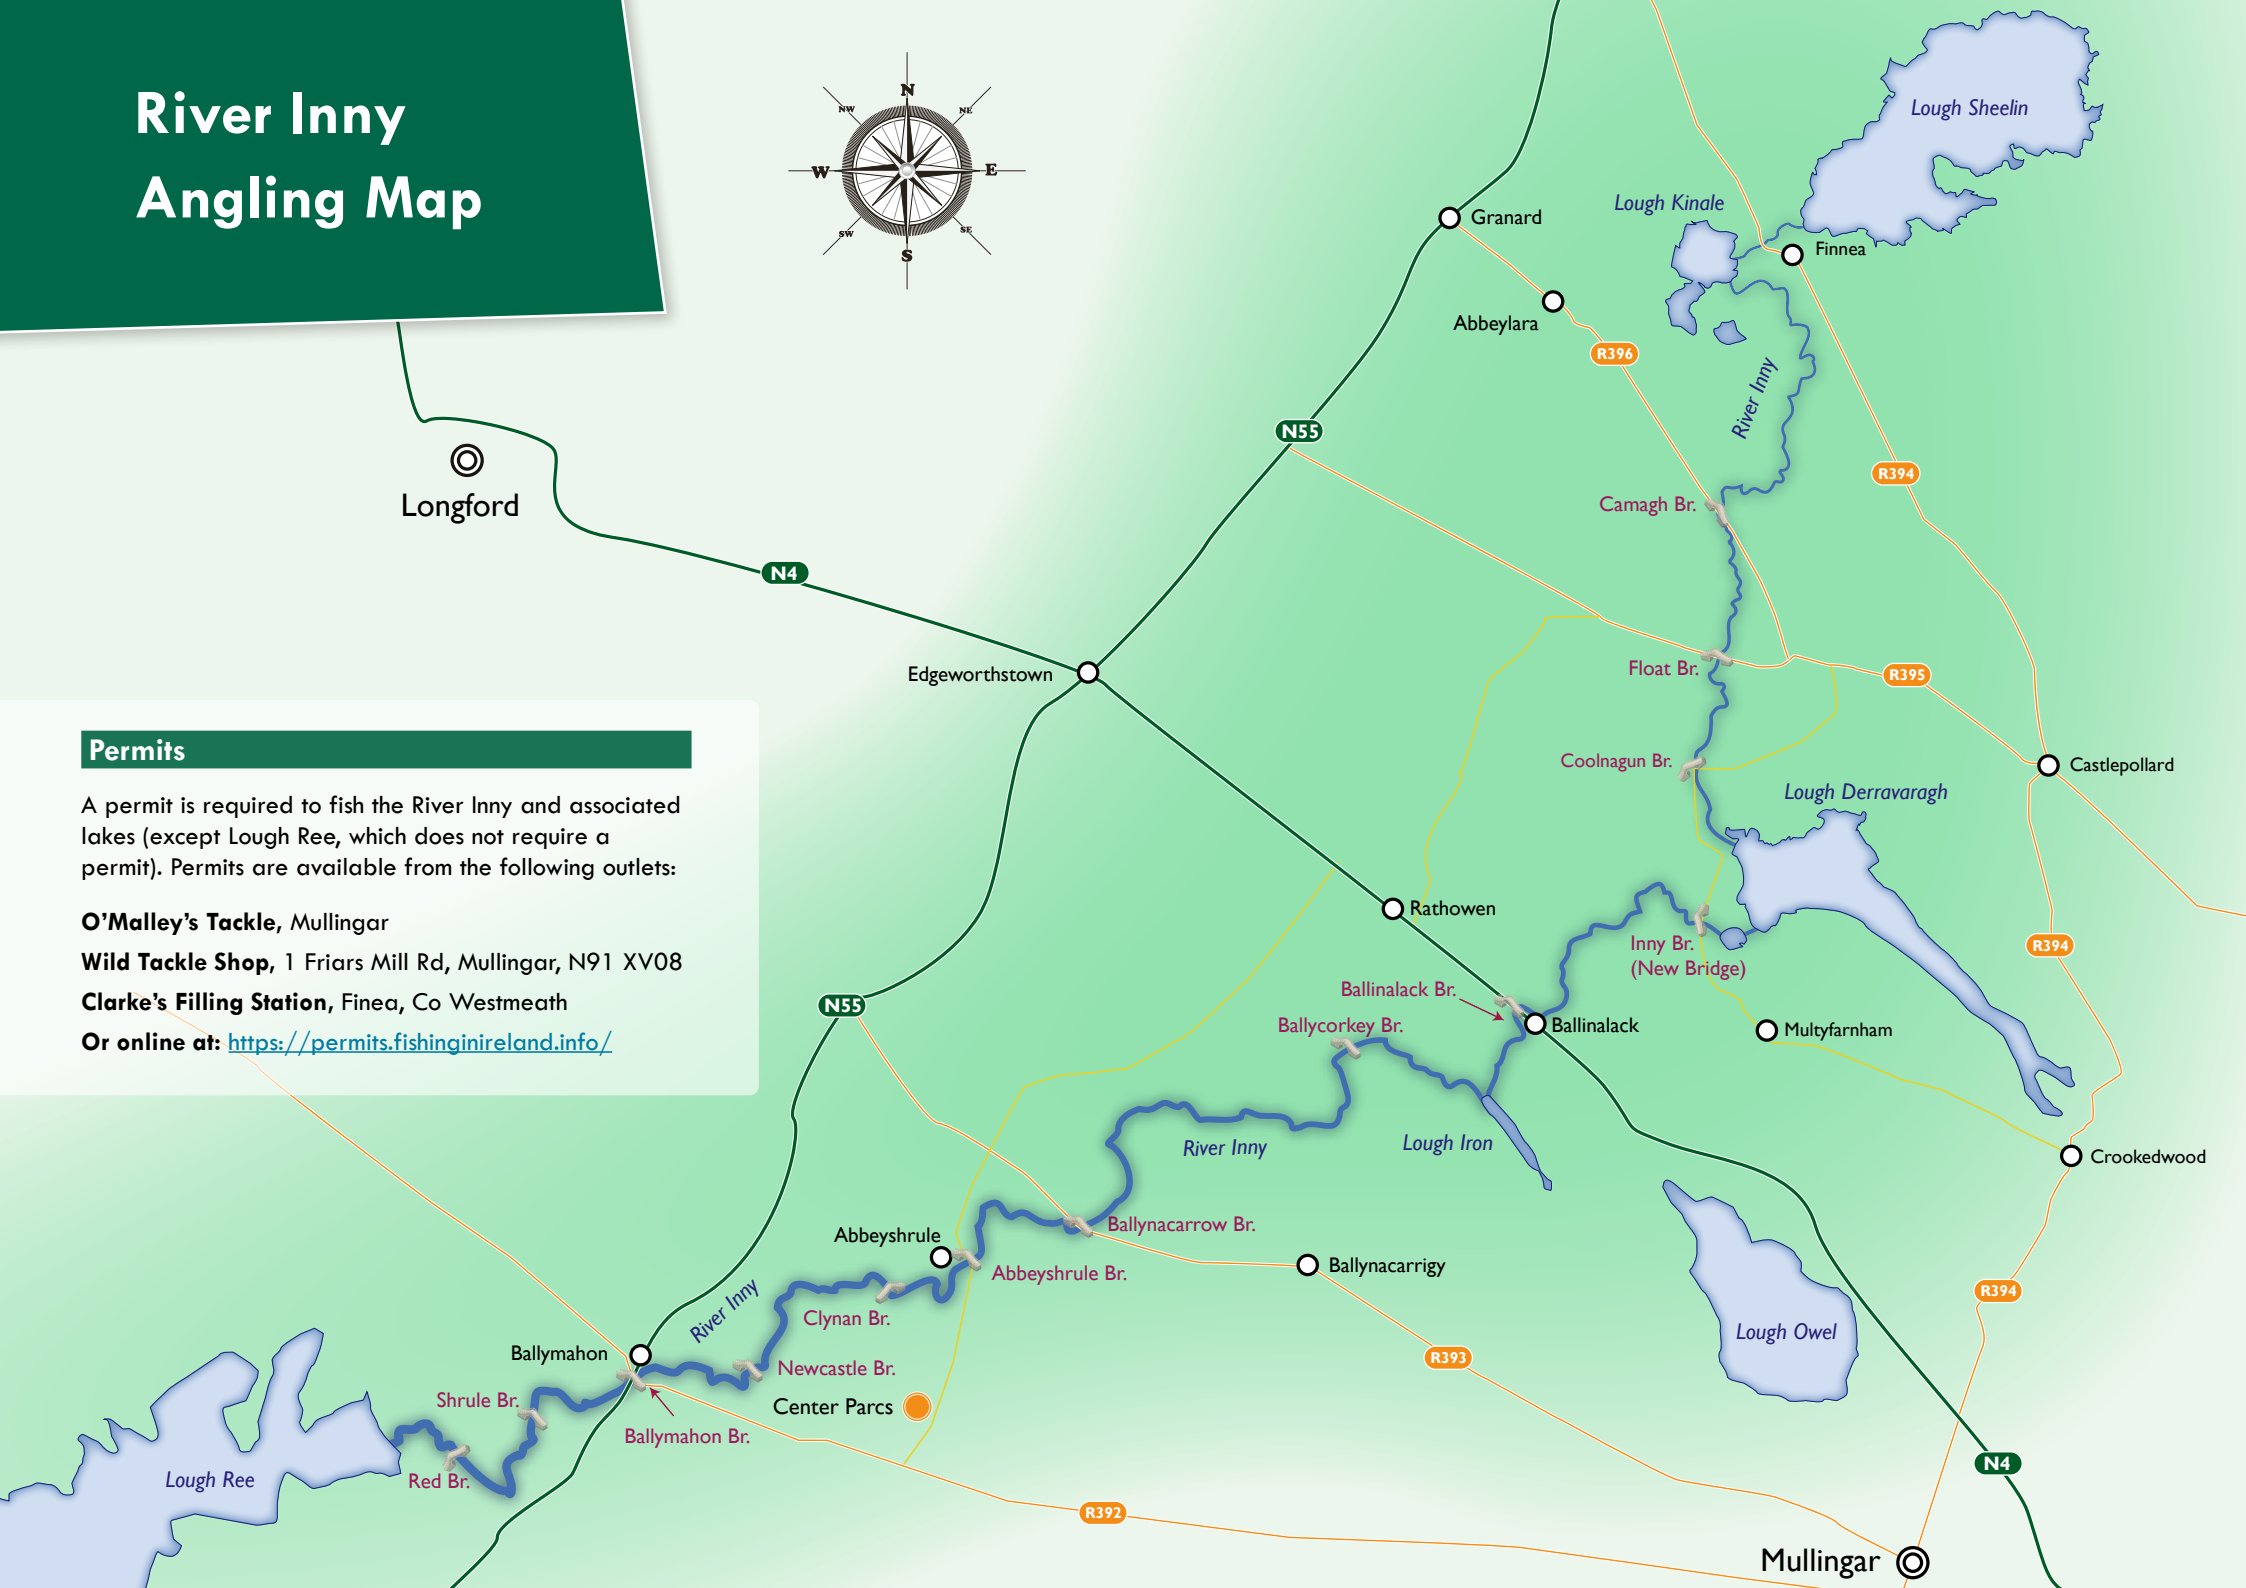 River Inny
Angling Map
N
NE
E
SE
S
SW
W
NW
Lough Sheelin
Lough Kinale
Granard
Finnea
Abbeylara
R396
River Inny
N55
R394
Longford
Camagh Br.
N4
Edgeworthstown
Float Br.
R395
Coolnagun Br.
Castlepollard
Lough Derravaragh
Permits
A permit is required to fish the River Inny and associated
lakes (except Lough Ree, which does not require a
permit). Permits are available from the following outlets:
O'Malley's Tackle, Mullingar
Wild Tackle Shop, 1 Friars Mill Rd, Mullingar, N91 XV08
Clarke's Filling Station, Finea, Co Westmeath
Or online at: https://permits.fishinginireland.info/
Rathowen
Inny Br.
(New Bridge)
R394
Ballinalack Br.
N55
Ballycorkey Br.
Ballinalack
Multyfarnham
River Inny
Lough Iron
Crookedwood
Abbeyshrule
Ballynacarrow Br.
Abbeyshrule Br.
Ballynacarrigy
R394
River Inny
Clynan Br.
Lough Owel
Ballymahon
R393
Newcastle Br.
Shrule Br.
Center Parcs
Ballymahon Br.
N4
Lough Ree
Red Br.
R392
Mullingar